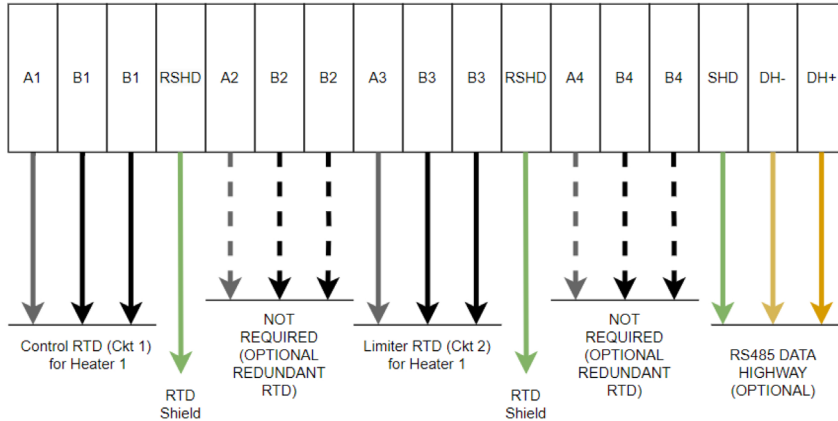 A1 B1 B1 RSHD A2 B2 B2 A3 B3 B3 RSHD A4 B4 B4 SHD DH- DH+
Control RTD (Ckt 1)
for Heater 1
RTD
Shield
NOT
REQUIRED
(OPTIONAL
REDUNDANT
RTD)
Limiter RTD (Ckt 2)
for Heater 1
RTD
Shield
NOT
REQUIRED
(OPTIONAL
REDUNDANT
RTD)
RS485 DATA
HIGHWAY
(OPTIONAL)